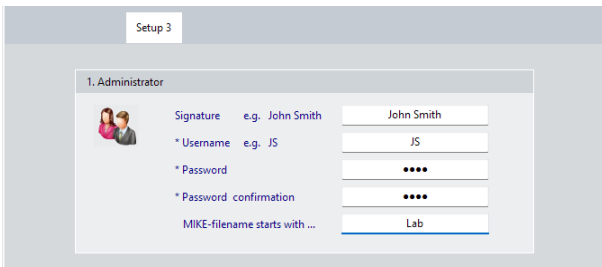 Setup 3
1. Administrator
Signature e.g. John Smith John Smith
* Username e.g. JS JS
* Password ••••
* Password confirmation ••••
MIKE-filename starts with ... Lab